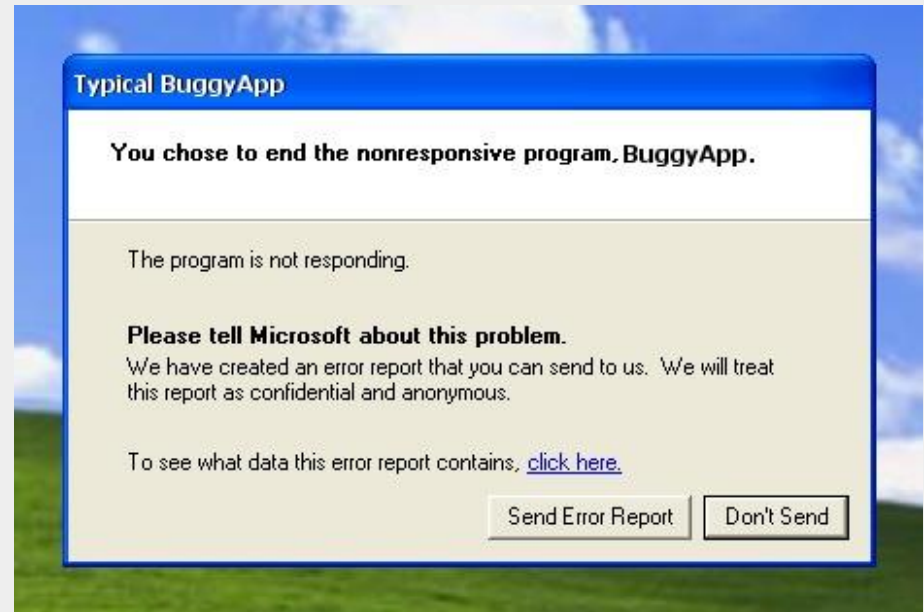 Typical BuggyApp
You chose to end the nonresponsive program, BuggyApp.
The program is not responding.
Please tell Microsoft about this problem.
We have created an error report that you can send to us. We will treat
this report as confidential and anonymous.
To see what data this error report contains, click here.
Send Error Report Don't Send